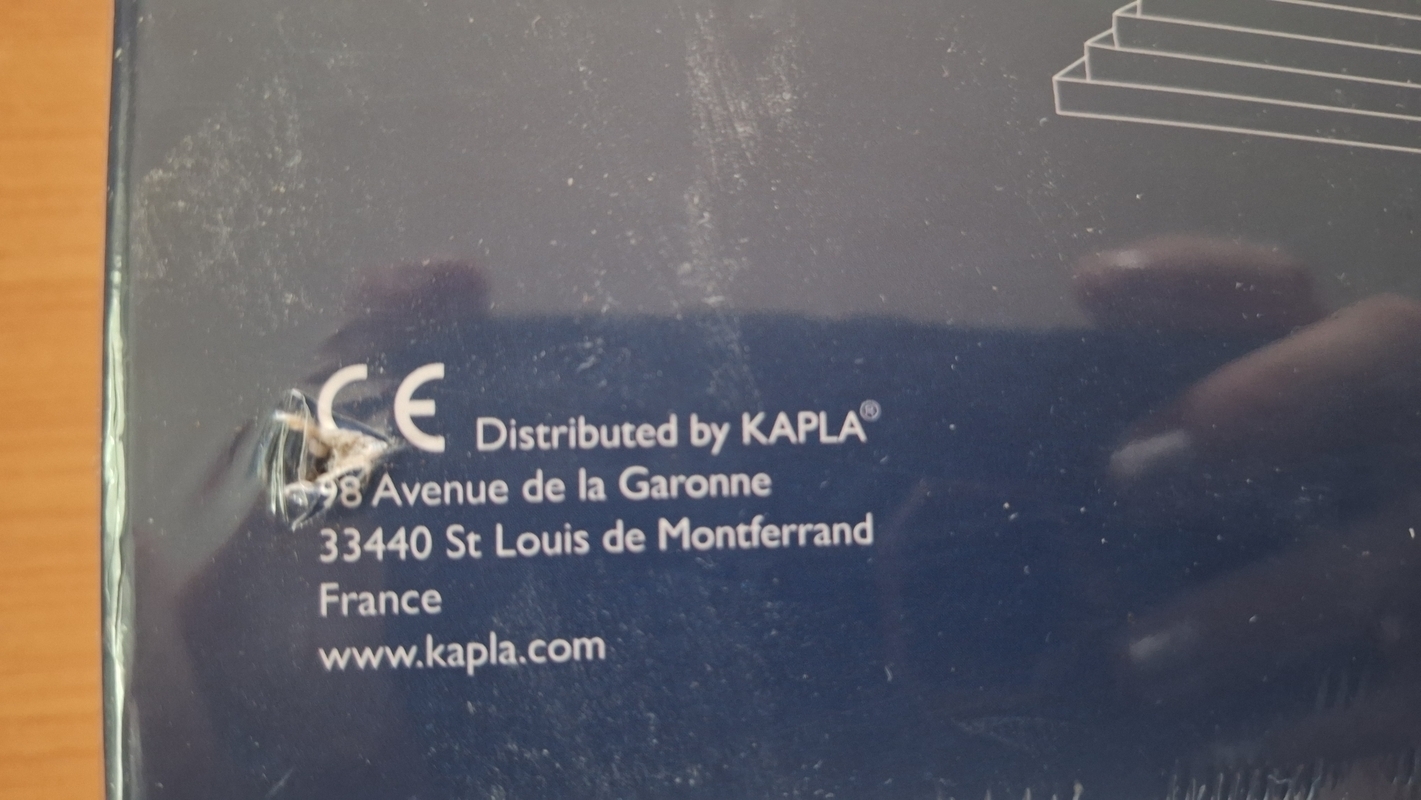 CE Distributed by KAPLA®
98 Avenue de la Garonne
33440 St Louis de Montferrand
France
www.kapla.com